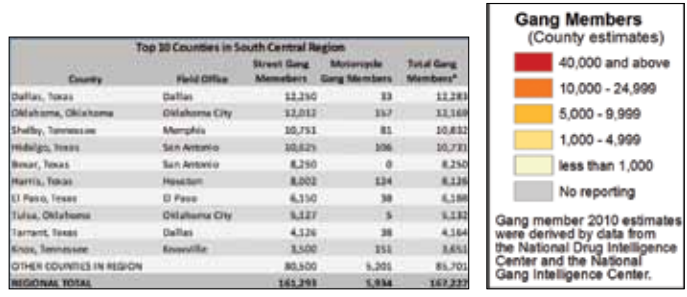 Top 10 Counties in South Central Region
Street Gang Motorcycle Total Gang
County Field Office Memebers Gang Members Members*
Dallas, Texas Dallas 12,250 33 12,283
Oklahoma, Oklahoma Oklahoma City 12,012 157 12,169
Shelby, Tennessee Memphis 10,751 81 10,832
Hidalgo, Texas San Antonio 10,625 106 10,731
Bexar, Texas San Antonio 8,250 0 8,250
Harris, Texas Houston 8,002 124 8,126
El Paso, Texas El Paso 6,150 38 6,188
Tulsa, Oklahoma Oklahoma City 5,127 5 5,132
Tarrant, Texas Dallas 4,126 38 4,164
Knox, Tennessee Knoxville 3,500 151 3,651
OTHER COUNTIES IN REGION 80,500 5,201 85,701
REGIONAL TOTAL 161,293 5,934 167,227
Gang Members
(County estimates)
40,000 and above
10,000 - 24,999
5,000 - 9,999
1,000 - 4,999
less than 1,000
No reporting
Gang member 2010 estimates
were derived by data from
the National Drug Intelligence
Center and the National
Gang Intelligence Center.